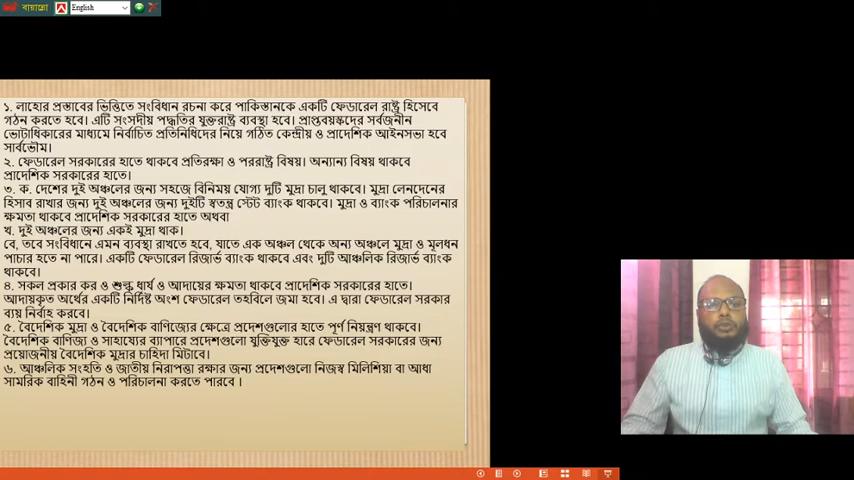 বায়ান্নো
English
১. লাহোর প্রস্তাবের ভিত্তিতে সংবিধান রচনা করে পাকিস্তানকে একটি ফেডারেল রাষ্ট্র হিসেবে
গঠন করতে হবে। এটি সংসদীয় পদ্ধতির যুক্তরাষ্ট্র ব্যবস্থা হবে। প্রাপ্তবয়স্কদের সর্বজনীন
ভোটাধিকারের মাধ্যমে নির্বাচিত প্রতিনিধিদের নিয়ে গঠিত কেন্দ্রীয় ও প্রাদেশিক আইনসভা হবে
সার্বভৌম।
২. ফেডারেল সরকারের হাতে থাকবে প্রতিরক্ষা ও পররাষ্ট্র বিষয়। অন্যান্য বিষয় থাকবে
প্রাদেশিক সরকারের হাতে।
৩. ক. দেশের দুই অঞ্চলের জন্য সহজে বিনিময় যোগ্য দুটি মুদ্রা চালু থাকবে। মুদ্রা লেনদেনের
হিসাব রাখার জন্য দুই অঞ্চলের জন্য দুইটি স্বতন্ত্র স্টেট ব্যাংক থাকবে। মুদ্রা ও ব্যাংক পরিচালনার
ক্ষমতা থাকবে প্রাদেশিক সরকারের হাতে অথবা
খ. দুই অঞ্চলের জন্য একই মুদ্রা থাক।
বে, তবে সংবিধানে এমন ব্যবস্থা রাখতে হবে, যাতে এক অঞ্চল থেকে অন্য অঞ্চলে মুদ্রা ও মূলধন
পাচার হতে না পারে। একটি ফেডারেল রিজার্ভ ব্যাংক থাকবে এবং দুটি আঞ্চলিক রিজার্ভ ব্যাংক
থাকবে।
৪. সকল প্রকার কর ও শুল্ক ধার্য ও আদায়ের ক্ষমতা থাকবে প্রাদেশিক সরকারের হাতে।
আদায়কৃত অর্থের একটি নির্দিষ্ট অংশ ফেডারেল তহবিলে জমা হবে। এ দ্বারা ফেডারেল সরকার
ব্যয় নির্বাহ করবে।
৫. বৈদেশিক মুদ্রা ও বৈদেশিক বাণিজ্যের ক্ষেত্রে প্রদেশগুলোর হাতে পূর্ণ নিয়ন্ত্রণ থাকবে।
বৈদেশিক বাণিজ্য ও সাহায্যের ব্যাপারে প্রদেশগুলো যুক্তিযুক্ত হারে ফেডারেল সরকারের জন্য
প্রয়োজনীয় বৈদেশিক মুদ্রার চাহিদা মিটাবে।
৬. আঞ্চলিক সংহতি ও জাতীয় নিরাপত্তা রক্ষার জন্য প্রদেশগুলো নিজস্ব মিলিশিয়া বা আধা
সামরিক বাহিনী গঠন ও পরিচালনা করতে পারবে ।